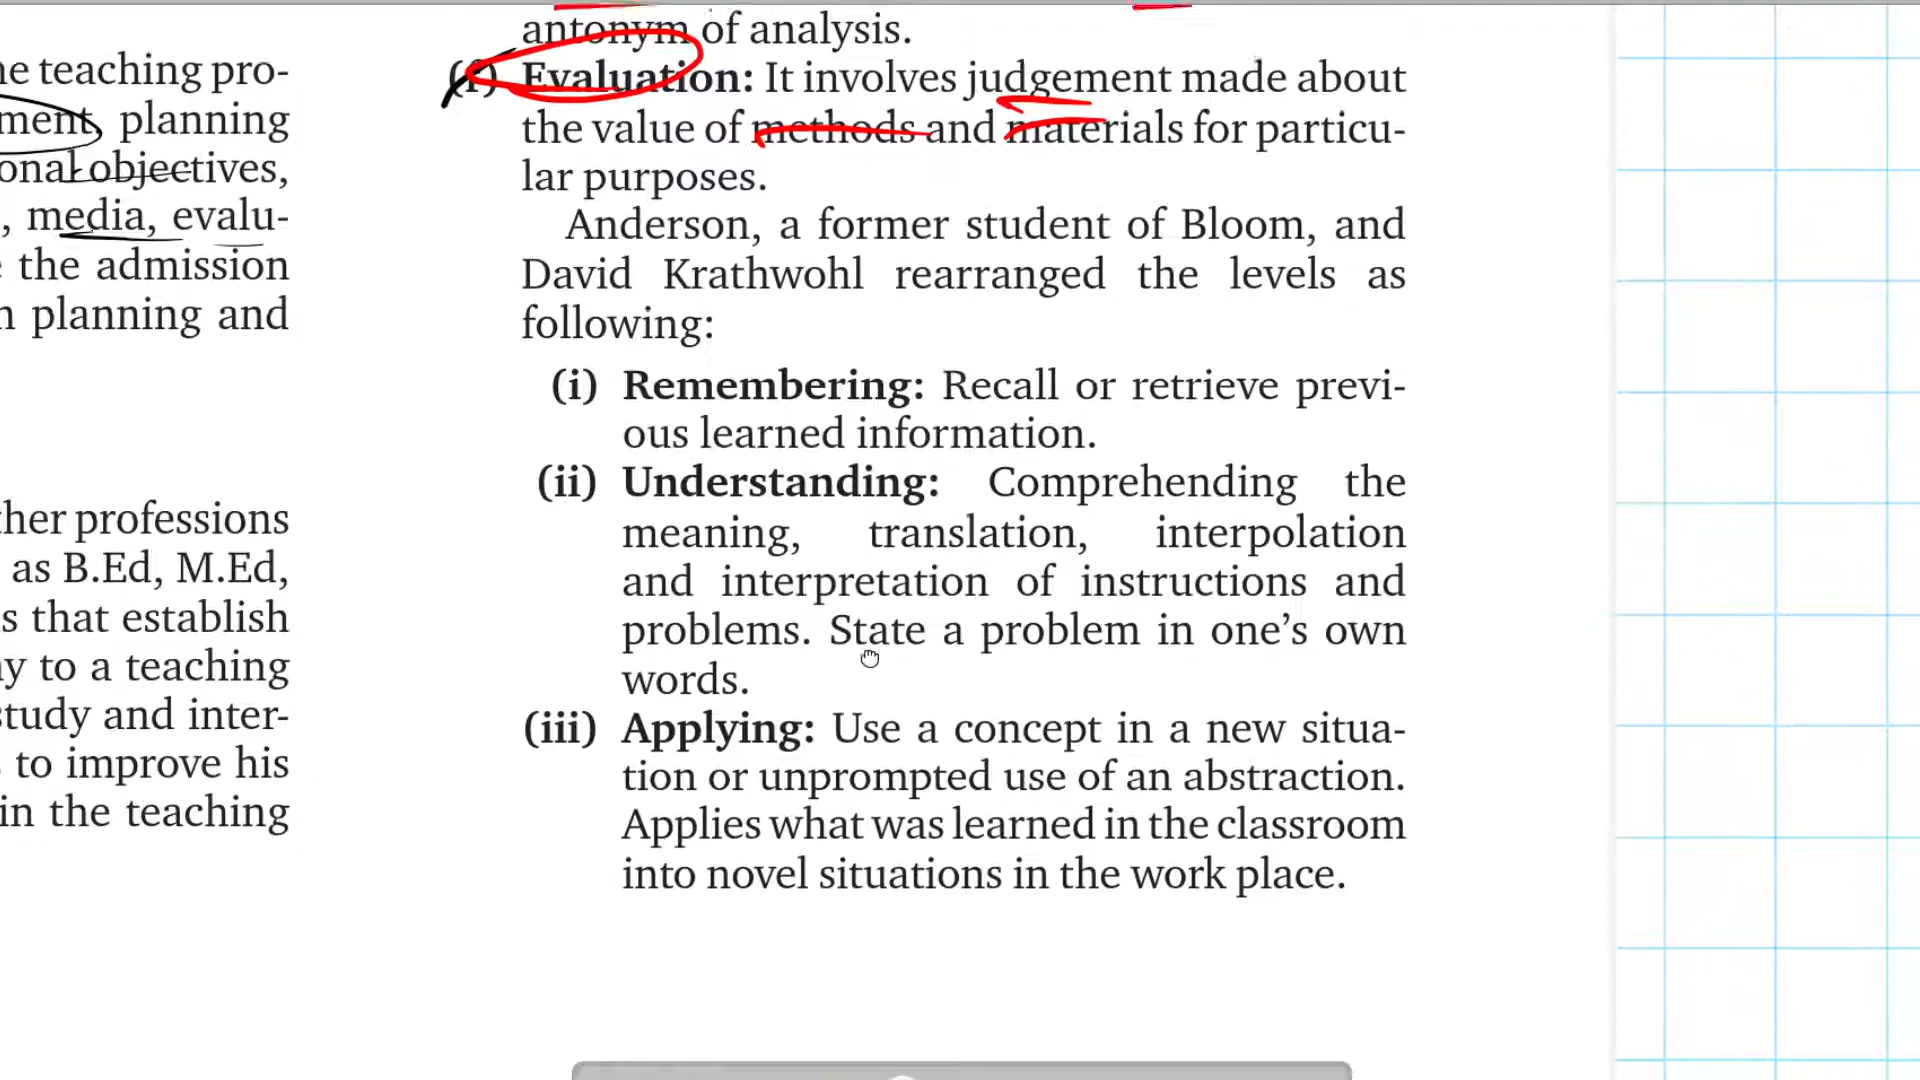 he teaching pro-
ment, planning
onal objectives,
, media, evalu-
e the admission
n planning and
ther professions
as B.Ed, M.Ed,
s that establish
ny to a teaching
study and inter-
s to improve his
in the teaching
antonym of analysis.
(f) Evaluation: It involves judgement made about
the value of methods and materials for particu-
lar purposes.
Anderson, a former student of Bloom, and
David Krathwohl rearranged the levels as
following:
(i) Remembering: Recall or retrieve previ-
ous learned information.
(ii) Understanding: Comprehending the
meaning, translation, interpolation
and interpretation of instructions and
problems. State a problem in one's own
words.
(iii) Applying: Use a concept in a new situa-
tion or unprompted use of an abstraction.
Applies what was learned in the classroom
into novel situations in the work place.